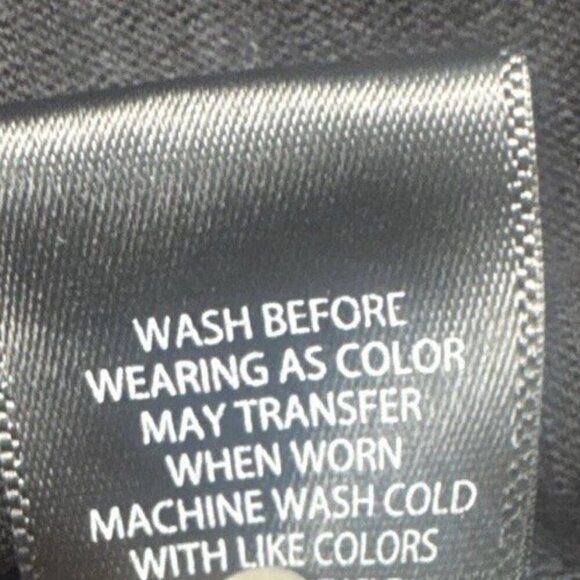 WASH BEFORE
WEARING AS COLOR
MAY TRANSFER
WHEN WORN
MACHINE WASH COLD
WITH LIKE COLORS